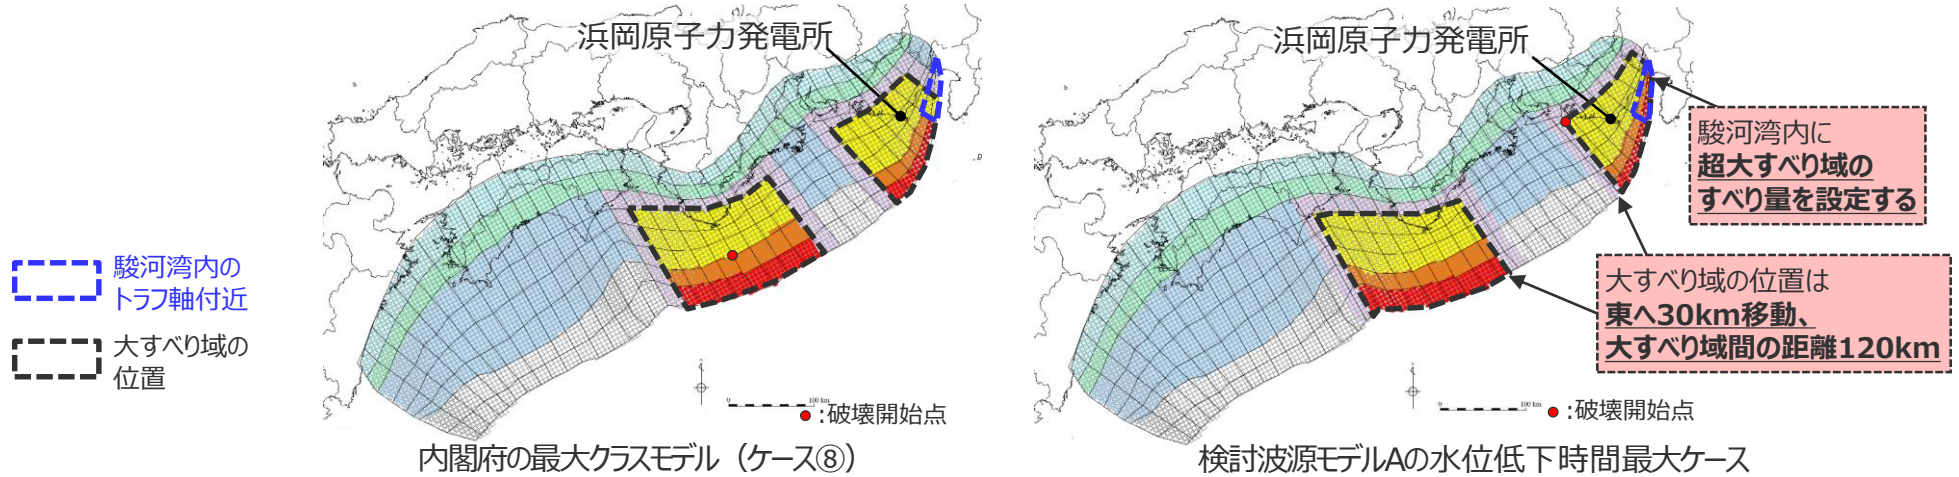 浜岡原子力発電所
駿河湾内の
トラフ軸付近
大すべり域の
位置
0 100 km
:破壊開始点
内閣府の最大クラスモデル（ケース⑧）
浜岡原子力発電所
駿河湾内に
超大すべり域の
すべり量を設定する
大すべり域の位置は
東へ30km移動、
大すべり域間の距離120km
0 100 km
:破壊開始点
検討波源モデルAの水位低下時間最大ケース